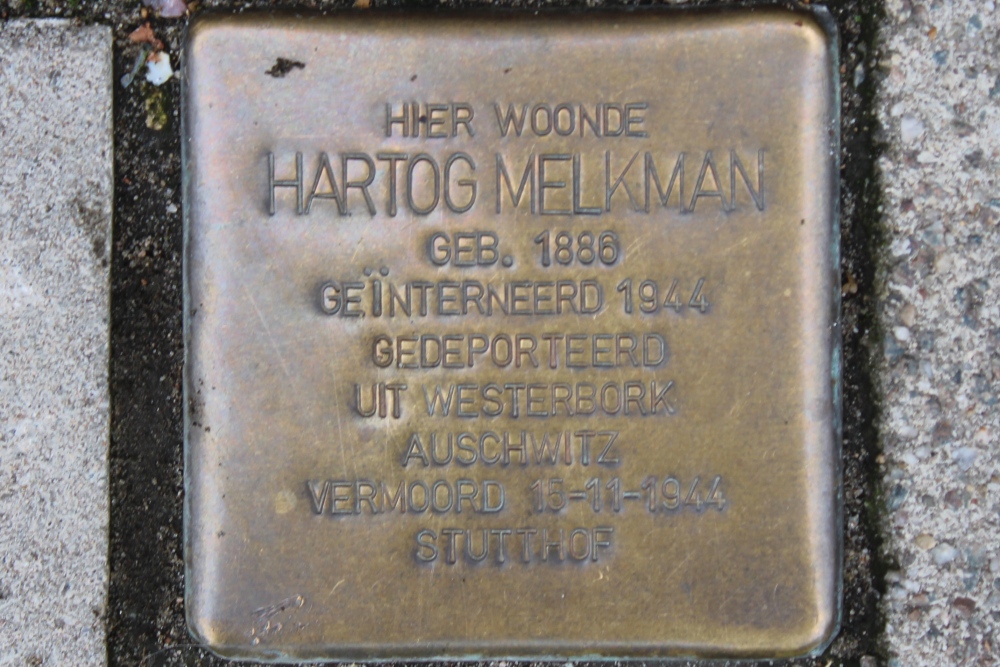 HIER WOONDE
HARTOG MELKMAN
GEB. 1886
GEÏNTERNEERD 1944
GEDEPORTEERD
UIT WESTERBORK
AUSCHWITZ
VERMOORD 15-11-1944
STUTTHOF